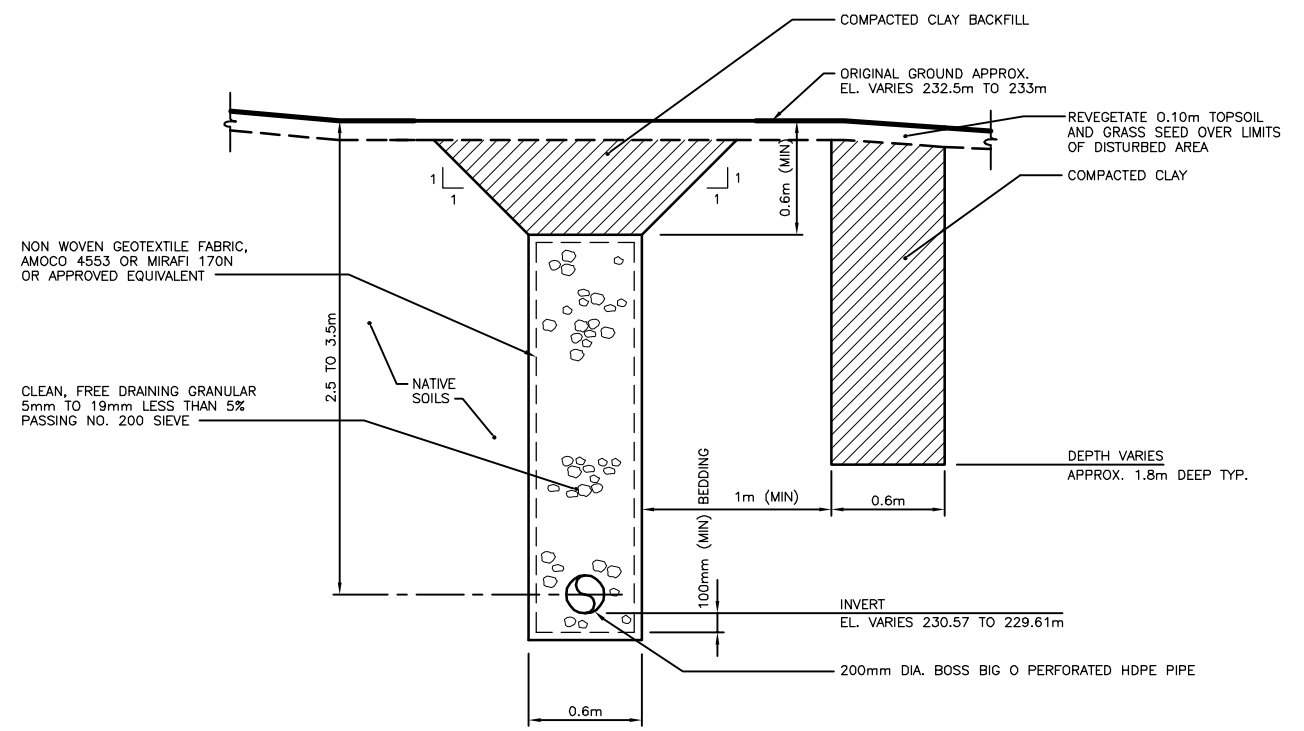 COMPACTED CLAY BACKFILL
ORIGINAL GROUND APPROX.
EL. VARIES 232.5m TO 233m
REVEGETATE 0.10m TOPSOIL
AND GRASS SEED OVER LIMITS
OF DISTURBED AREA
COMPACTED CLAY
1
1
1
1
0.6m (MIN)
NON WOVEN GEOTEXTILE FABRIC,
AMOCO 4553 OR MIRAFI 170N
OR APPROVED EQUIVALENT
2.5 TO 3.5m
NATIVE
SOILS
CLEAN, FREE DRAINING GRANULAR
5mm TO 19mm LESS THAN 5%
PASSING NO. 200 SIEVE
DEPTH VARIES
APPROX. 1.8m DEEP TYP.
1m (MIN)
0.6m
100mm (MIN) BEDDING
INVERT
EL. VARIES 230.57 TO 229.61m
200mm DIA. BOSS BIG O PERFORATED HDPE PIPE
0.6m